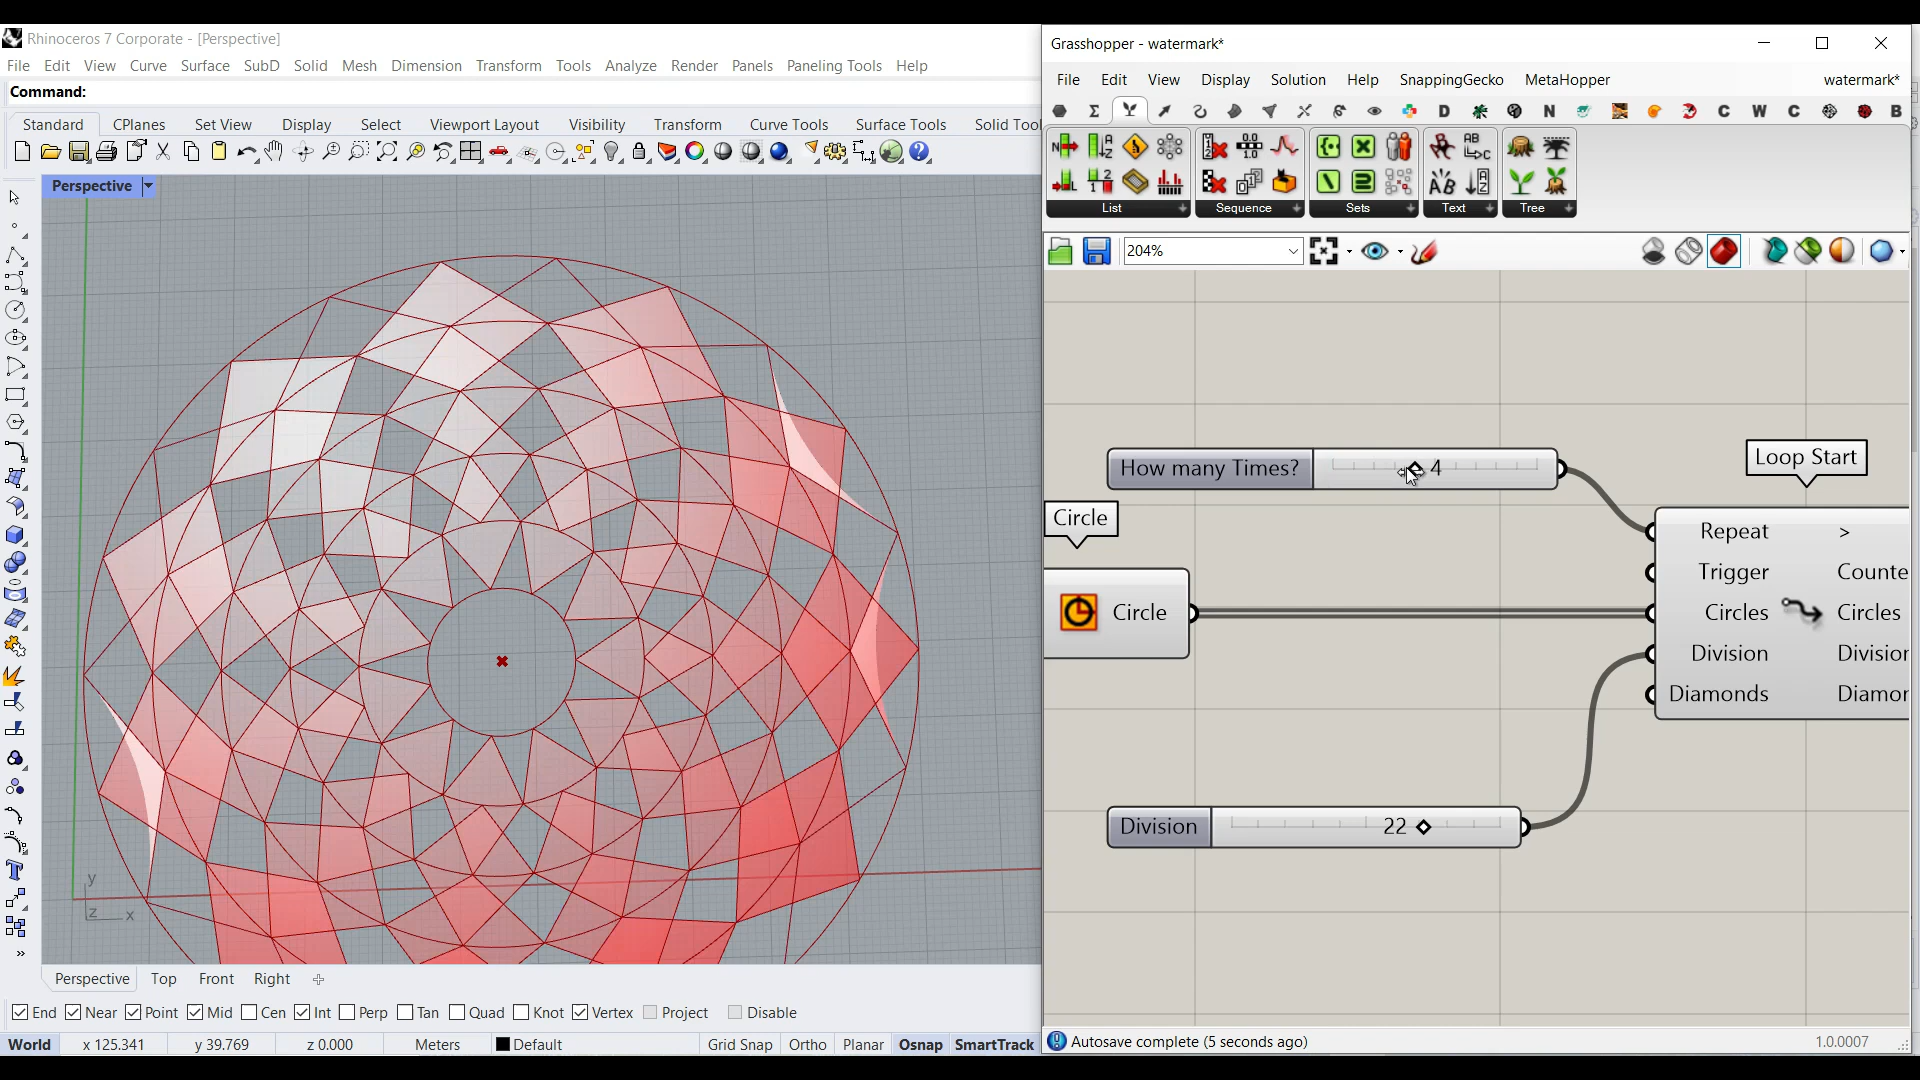 Rhinoceros 7 Corporate - [Perspective]
File Edit View Curve Surface SubD Solid Mesh Dimension Transform Tools Analyze Render Panels Paneling Tools Help
Command:
Standard CPlanes Set View Display Select Viewport Layout Visibility Transform Curve Tools Surface Tools Solid Tool
Perspective
y
z x
Perspective Top Front Right
End Near Point Mid Cen Int Perp Tan Quad Knot Vertex Project Disable
World x 125.341 y 39.769 z 0.000 Meters Default Grid Snap Ortho Planar Osnap SmartTrack
Grasshopper - watermark*
File Edit View Display Solution Help SnappingGecko MetaHopper watermark*
D N C W C B
List Sequence Sets Text Tree
204%
How many Times? 4
Loop Start
Circle
Repeat >
Trigger Counte
Circle
Circles Circles
Division Division
Diamonds Diamor
Division 22
Autosave complete (5 seconds ago) 1.0.0007